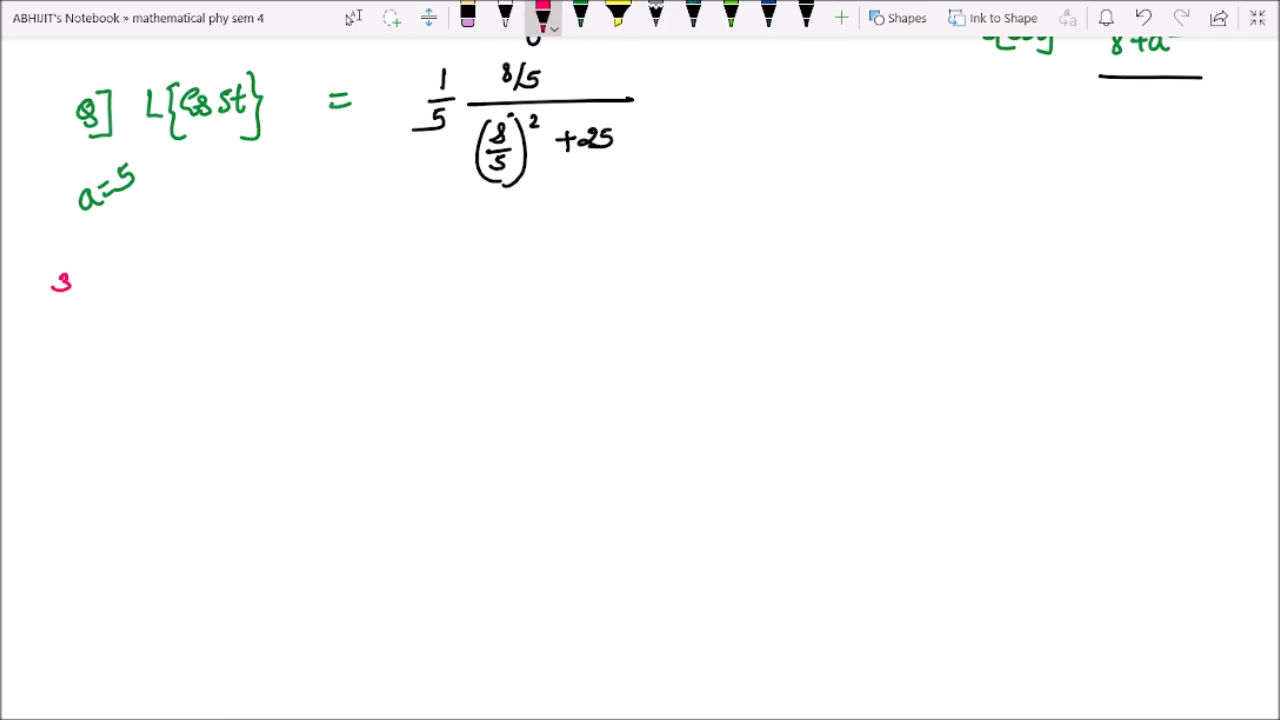 ABHIJIT's Notebook » mathematical phy sem 4
Shapes
Ink to Shape
8+a
Q] L{Cos 5t} = 1/5 (8/5)/((8/5)^2 + 25)
a=5
3